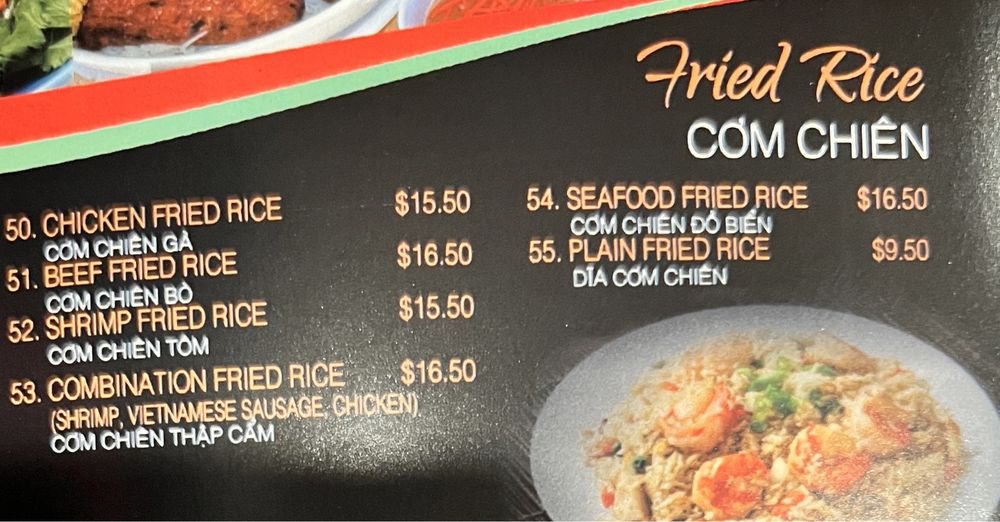 Fried Rice
CƠM CHIÊN
50. CHICKEN FRIED RICE $15.50
CƠM CHIÊN GÀ
51. BEEF FRIED RICE $16.50
CƠM CHIÊN BÒ
52. SHRIMP FRIED RICE $15.50
CƠM CHIÊN TÔM
53. COMBINATION FRIED RICE $16.50
(SHRIMP, VIETNAMESE SAUSAGE, CHICKEN)
CƠM CHIÊN THẬP CẨM
54. SEAFOOD FRIED RICE $16.50
CƠM CHIÊN ĐỒ BIỂN
55. PLAIN FRIED RICE $9.50
DĨA CƠM CHIÊN